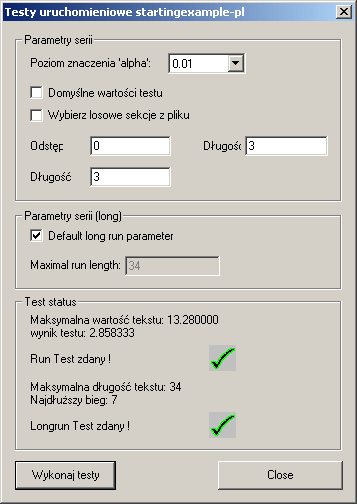 Testy uruchomieniowe startingexample-pl
Parametry serii
Poziom znaczenia 'alpha': 0.01
Domyślne wartości testu
Wybierz losowe sekcje z pliku
Odstęp 0 Długość 3
Długość 3
Parametry serii (long)
Default long run parameter
Maximal run length: 34
Test status
Maksymalna wartość tekstu: 13.280000
wynik testu: 2.858333
Run Test zdany !
Maksymalna długość tekstu: 34
Najdłuższy bieg: 7
Longrun Test zdany !
Wykonaj testy Close